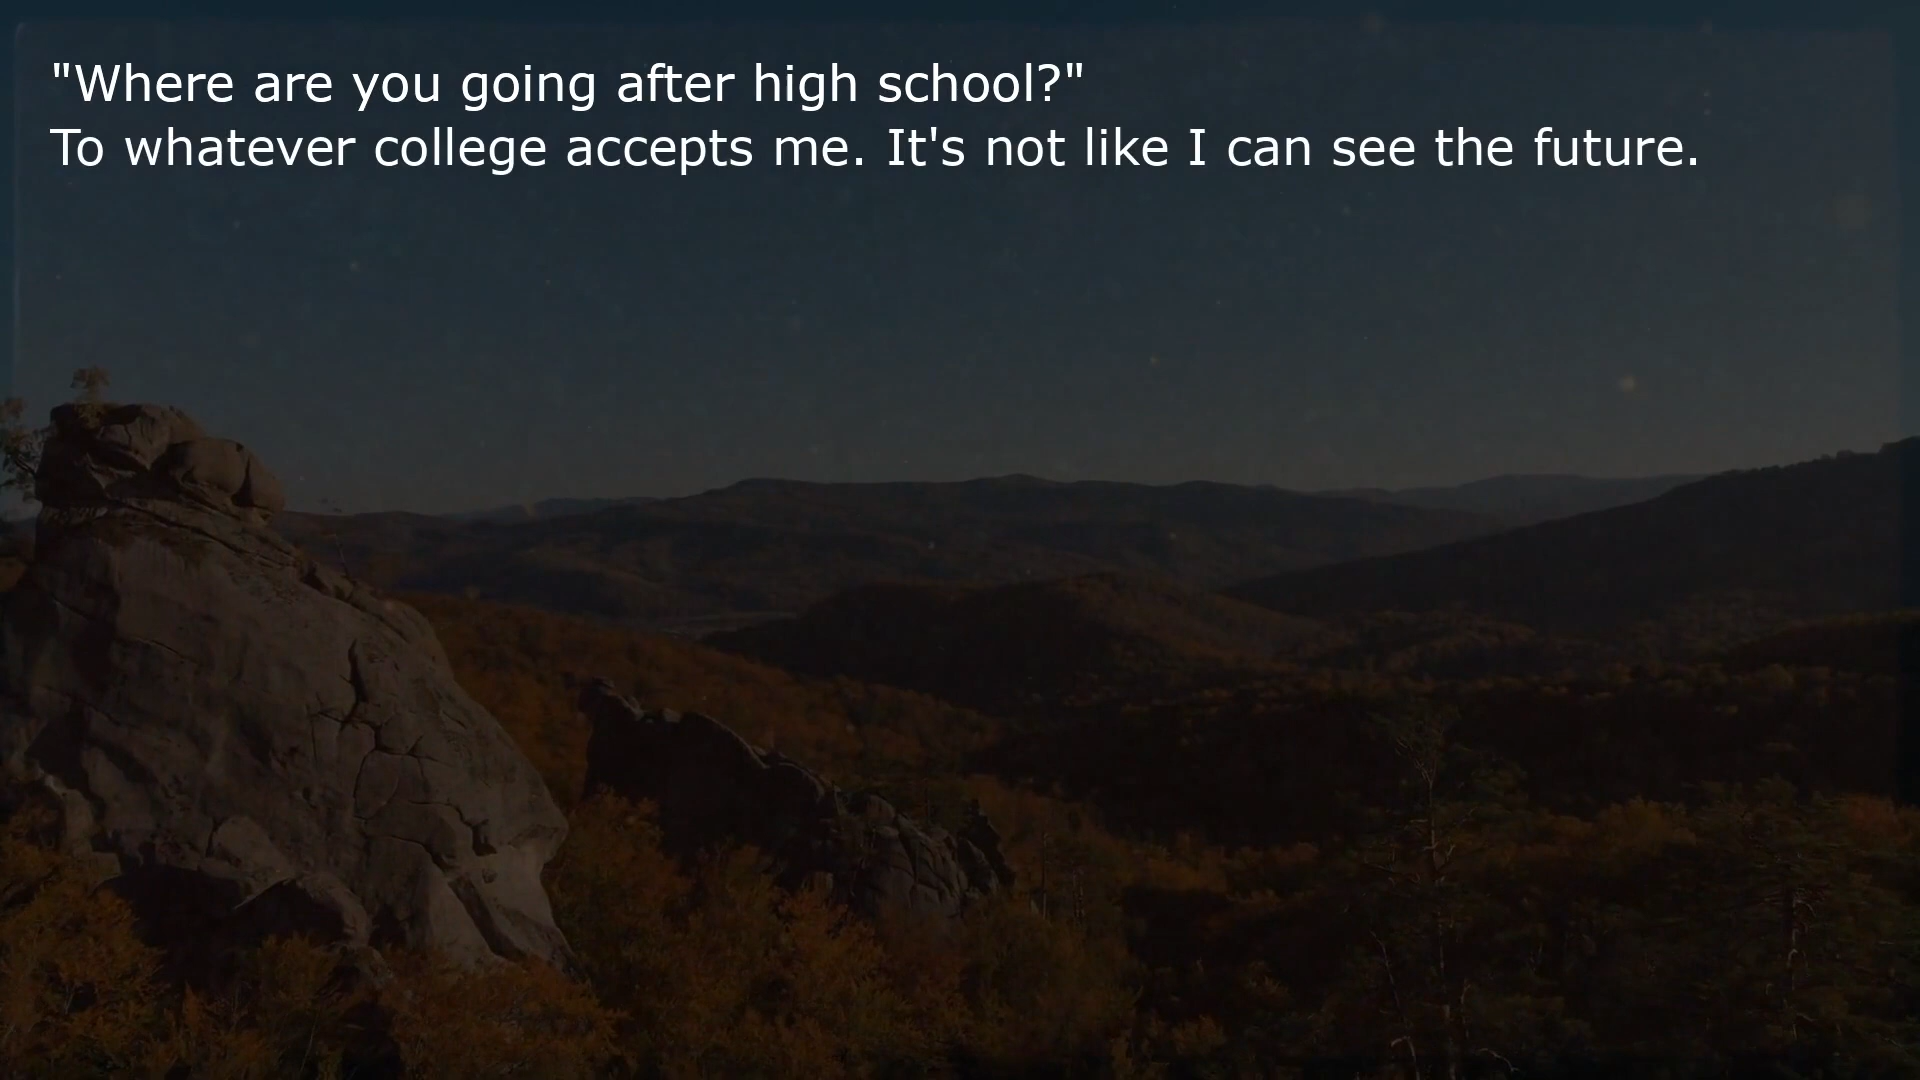 "Where are you going after high school?"
To whatever college accepts me. It's not like I can see the future.